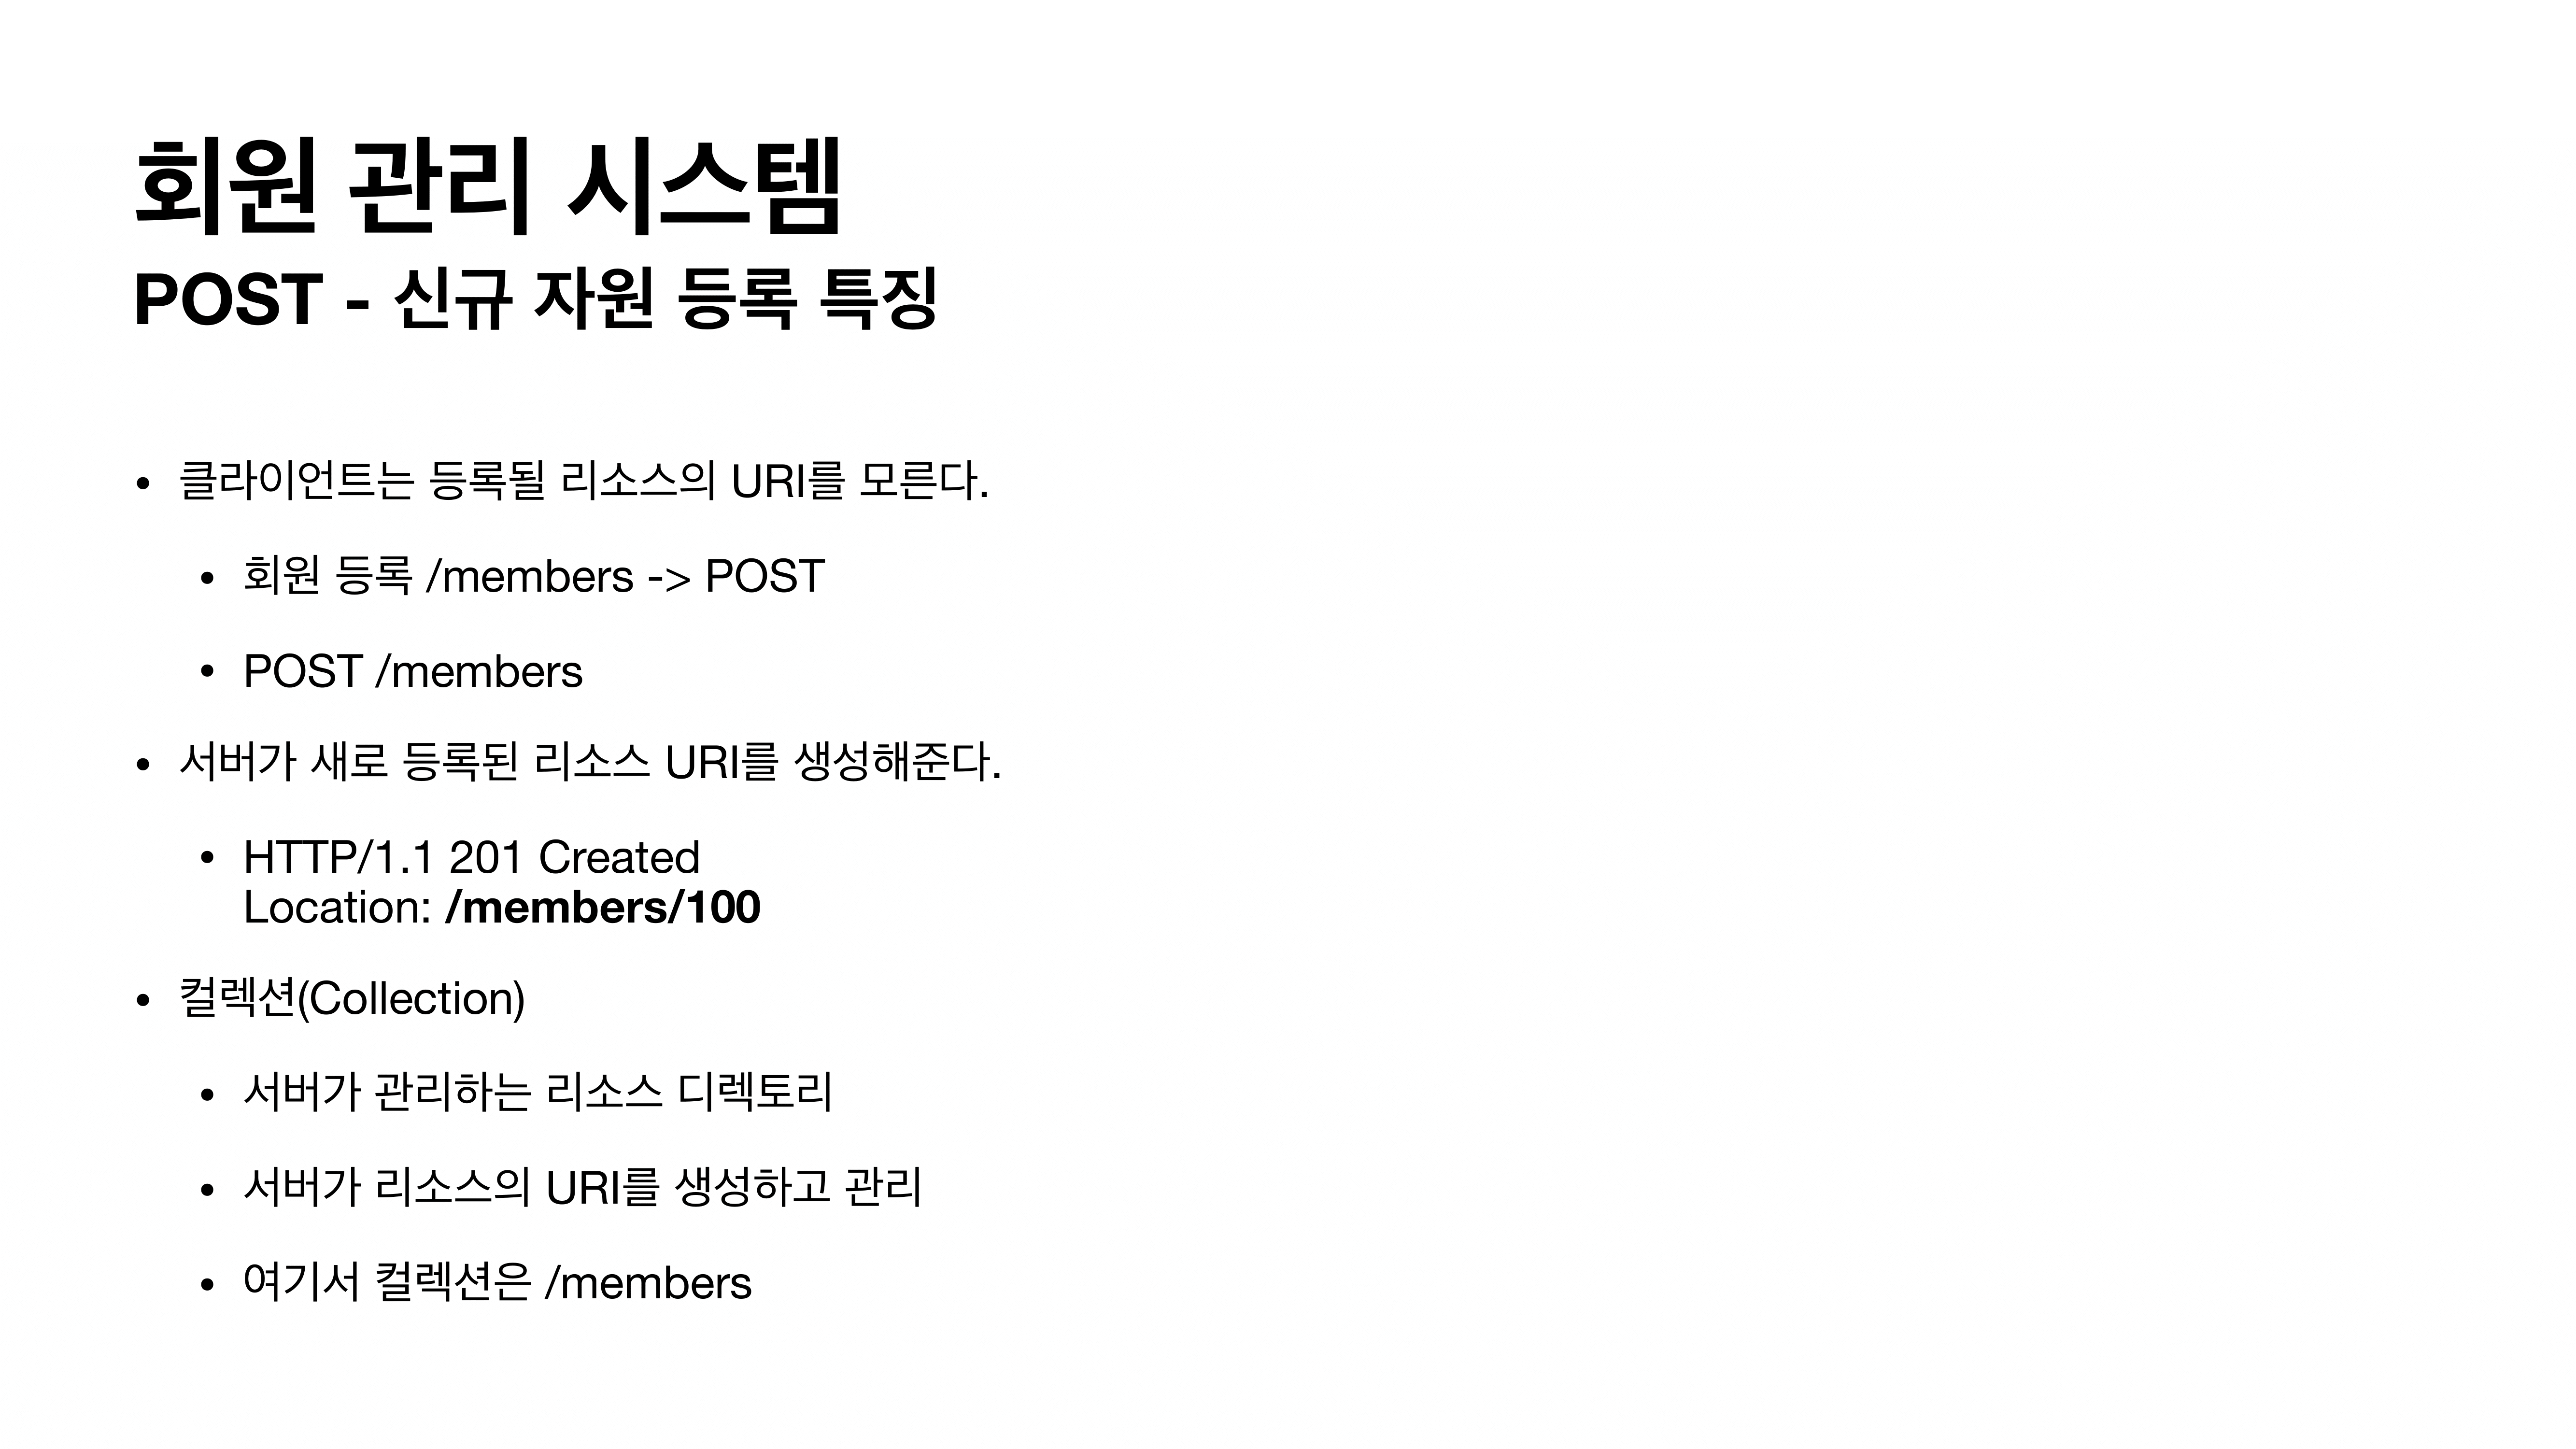 회원 관리 시스템
POST - 신규 자원 등록 특징
• 클라이언트는 등록될 리소스의 URI를 모른다.
• 회원 등록 /members -> POST
• POST /members
• 서버가 새로 등록된 리소스 URI를 생성해준다.
• HTTP/1.1 201 Created
Location: /members/100
• 컬렉션(Collection)
• 서버가 관리하는 리소스 디렉토리
• 서버가 리소스의 URI를 생성하고 관리
• 여기서 컬렉션은 /members